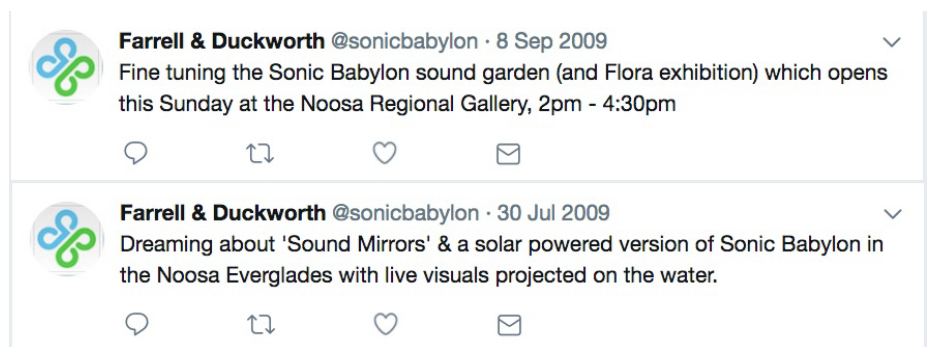 Farrell & Duckworth @sonicbabylon · 8 Sep 2009
Fine tuning the Sonic Babylon sound garden (and Flora exhibition) which opens
this Sunday at the Noosa Regional Gallery, 2pm - 4:30pm
Farrell & Duckworth @sonicbabylon · 30 Jul 2009
Dreaming about 'Sound Mirrors' & a solar powered version of Sonic Babylon in
the Noosa Everglades with live visuals projected on the water.